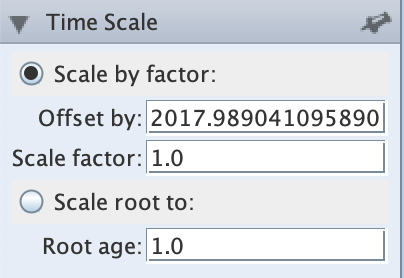 Time Scale
Scale by factor:
Offset by: 2017.989041095890
Scale factor: 1.0
Scale root to:
Root age: 1.0